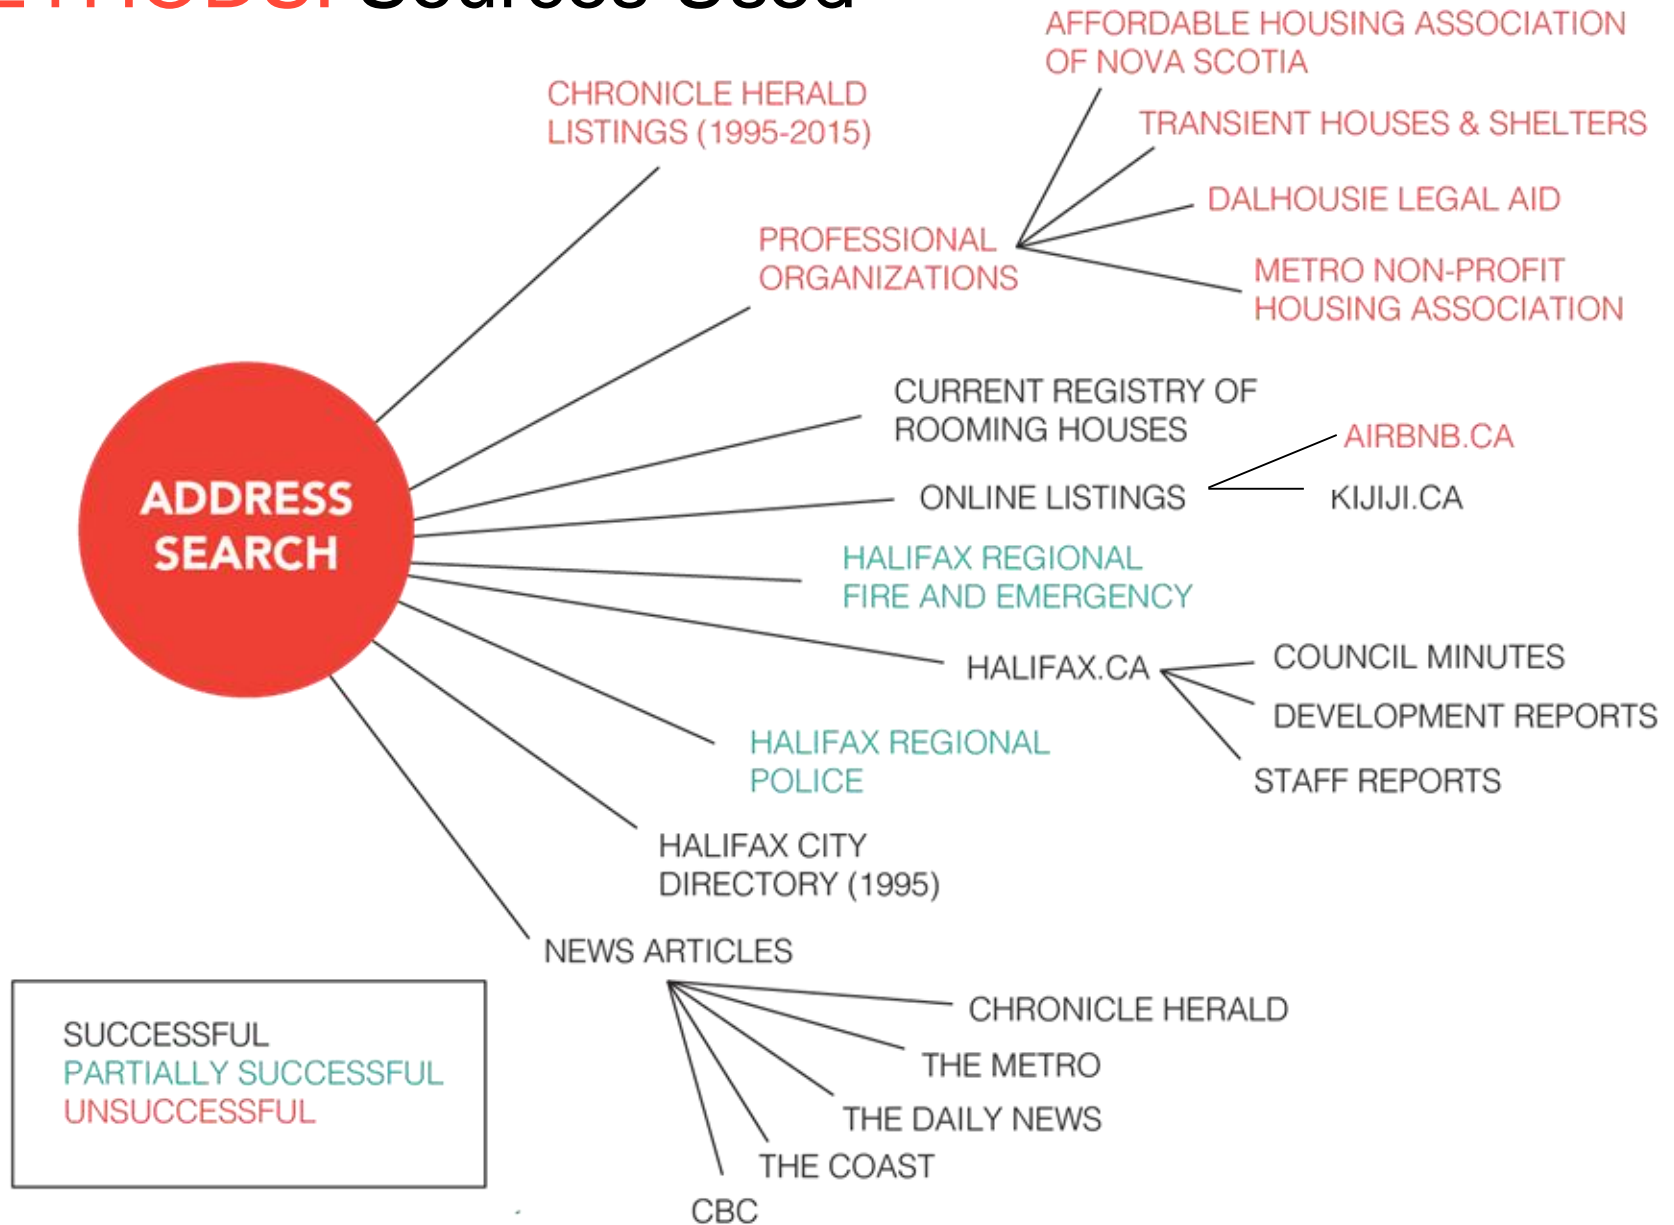 ETHODS: Sources Used
AFFORDABLE HOUSING ASSOCIATION
OF NOVA SCOTIA
CHRONICLE HERALD
LISTINGS (1995-2015)
TRANSIENT HOUSES & SHELTERS
DALHOUSIE LEGAL AID
PROFESSIONAL
ORGANIZATIONS
METRO NON-PROFIT
HOUSING ASSOCIATION
CURRENT REGISTRY OF
ROOMING HOUSES
AIRBNB.CA
ONLINE LISTINGS
KIJIJI.CA
ADDRESS
SEARCH
HALIFAX REGIONAL
FIRE AND EMERGENCY
HALIFAX.CA
COUNCIL MINUTES
DEVELOPMENT REPORTS
STAFF REPORTS
HALIFAX REGIONAL
POLICE
HALIFAX CITY
DIRECTORY (1995)
NEWS ARTICLES
CHRONICLE HERALD
THE METRO
THE DAILY NEWS
THE COAST
CBC
SUCCESSFUL
PARTIALLY SUCCESSFUL
UNSUCCESSFUL